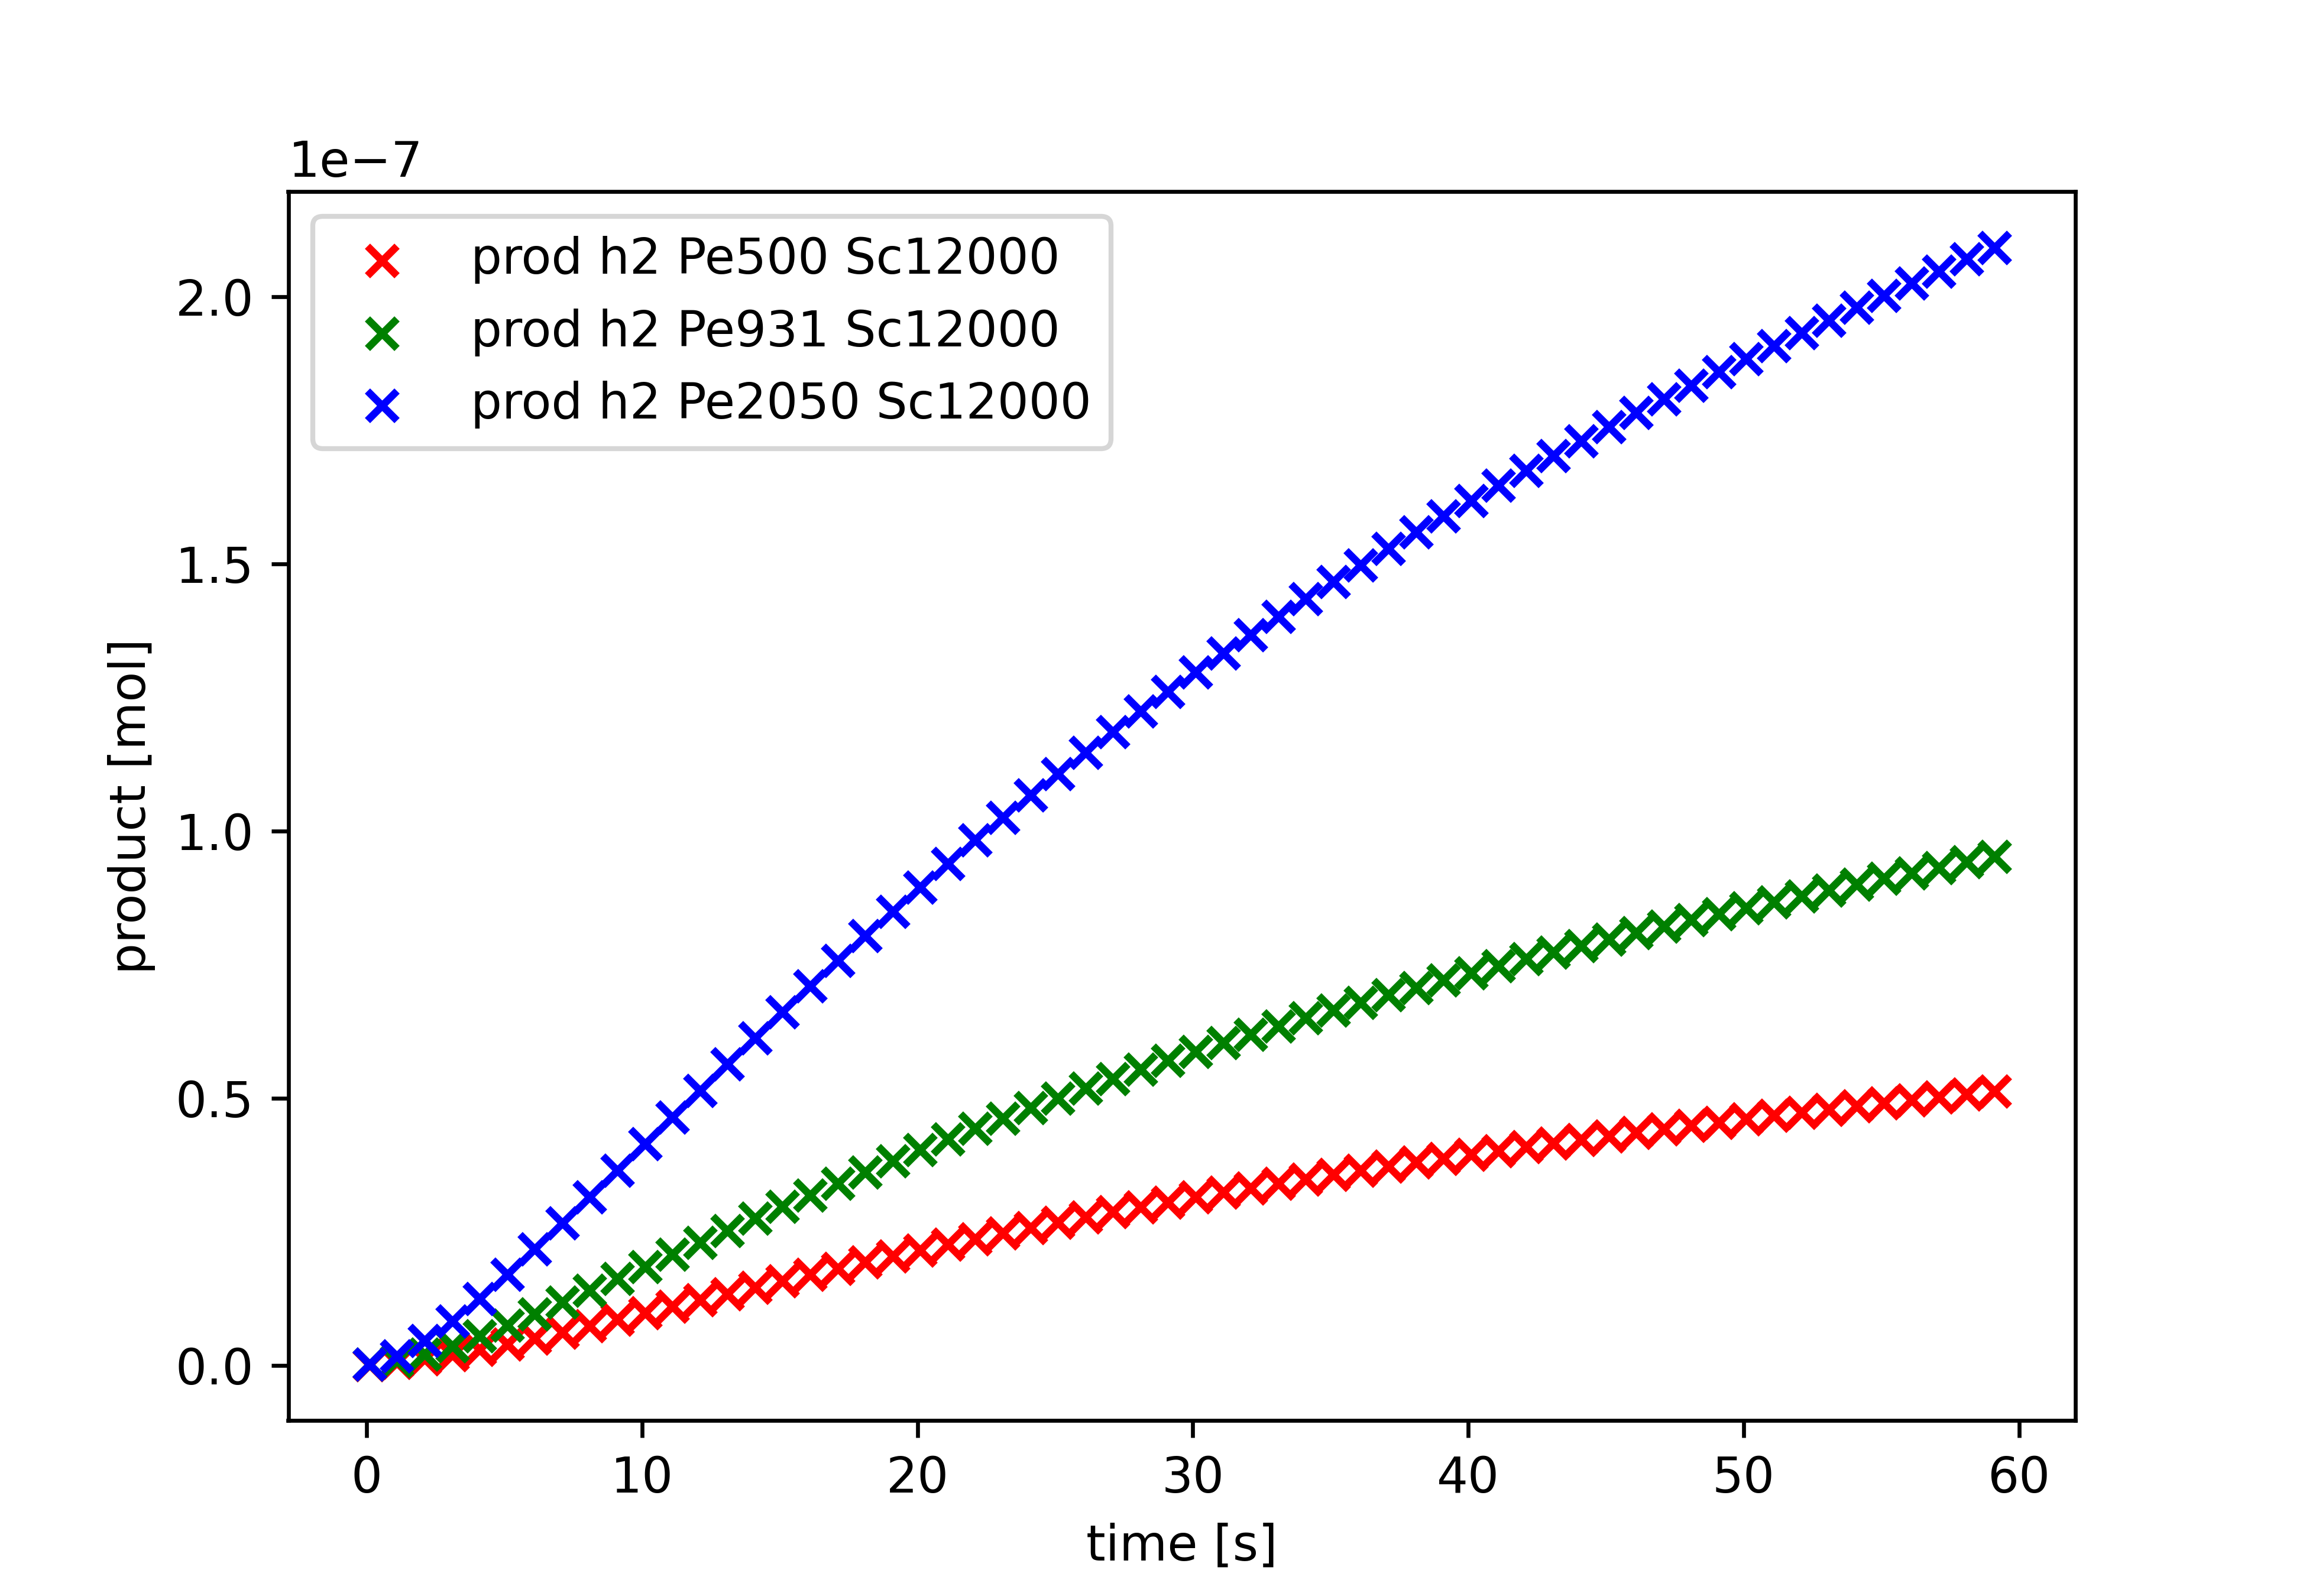 1e−7
prod h2 Pe500 Sc12000
prod h2 Pe931 Sc12000
prod h2 Pe2050 Sc12000
2.0
1.5
1.0
0.5
0.0
product [mol]
0 10 20 30 40 50 60
time [s]